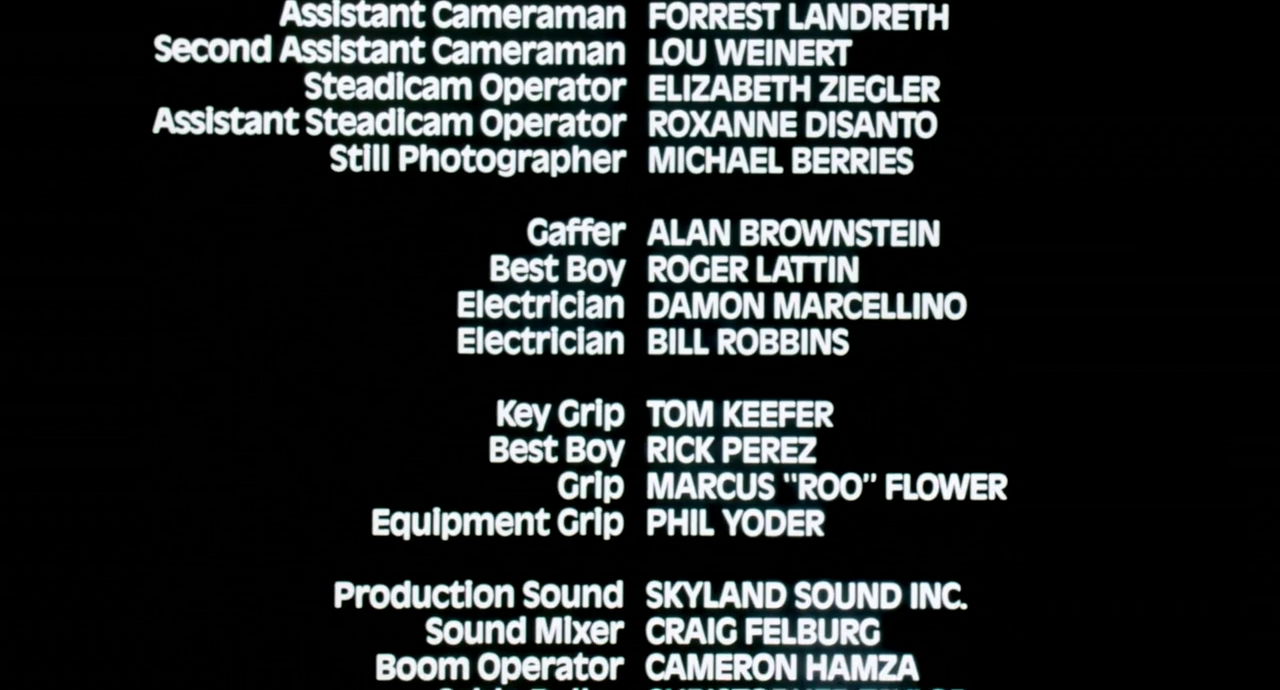 Assistant Cameraman FORREST LANDRETH
Second Assistant Cameraman LOU WEINERT
Steadicam Operator ELIZABETH ZIEGLER
Assistant Steadicam Operator ROXANNE DISANTO
Still Photographer MICHAEL BERRIES
Gaffer ALAN BROWNSTEIN
Best Boy ROGER LATTIN
Electrician DAMON MARCELLINO
Electrician BILL ROBBINS
Key Grip TOM KEEFER
Best Boy RICK PEREZ
Grip MARCUS "ROO" FLOWER
Equipment Grip PHIL YODER
Production Sound SKYLAND SOUND INC.
Sound Mixer CRAIG FELBURG
Boom Operator CAMERON HAMZA